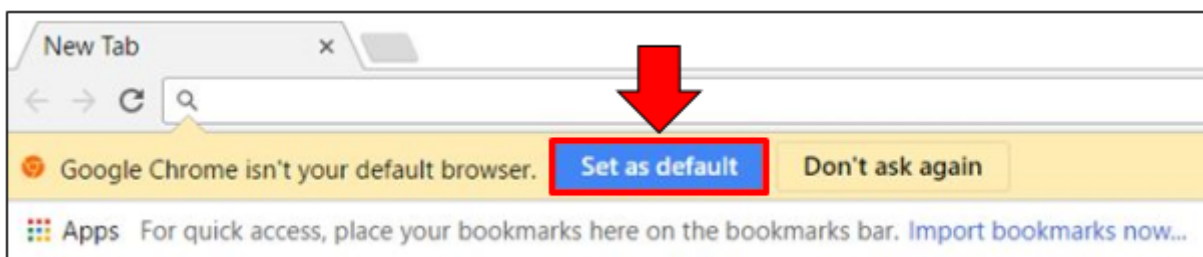 New Tab
Google Chrome isn't your default browser. Set as default Don't ask again
Apps For quick access, place your bookmarks here on the bookmarks bar. Import bookmarks now...